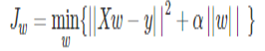 J_w = min_w {||Xw − y||² + α||w|| }